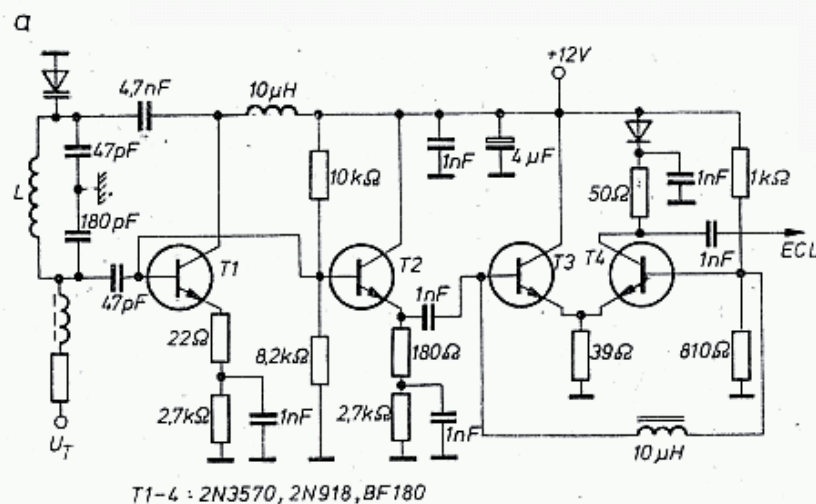 a
+12V
4,7nF
10µH
47pF
10kΩ
1nF
4µF
50Ω
1nF
1kΩ
L
180pF
T1
T2
T3
T4
1nF
ECL
47pF
1nF
22Ω
8,2kΩ
180Ω
39Ω
810Ω
2,7kΩ
1nF
2,7kΩ
1nF
U_T
10µH
T1-4 : 2N3570, 2N918, BF180